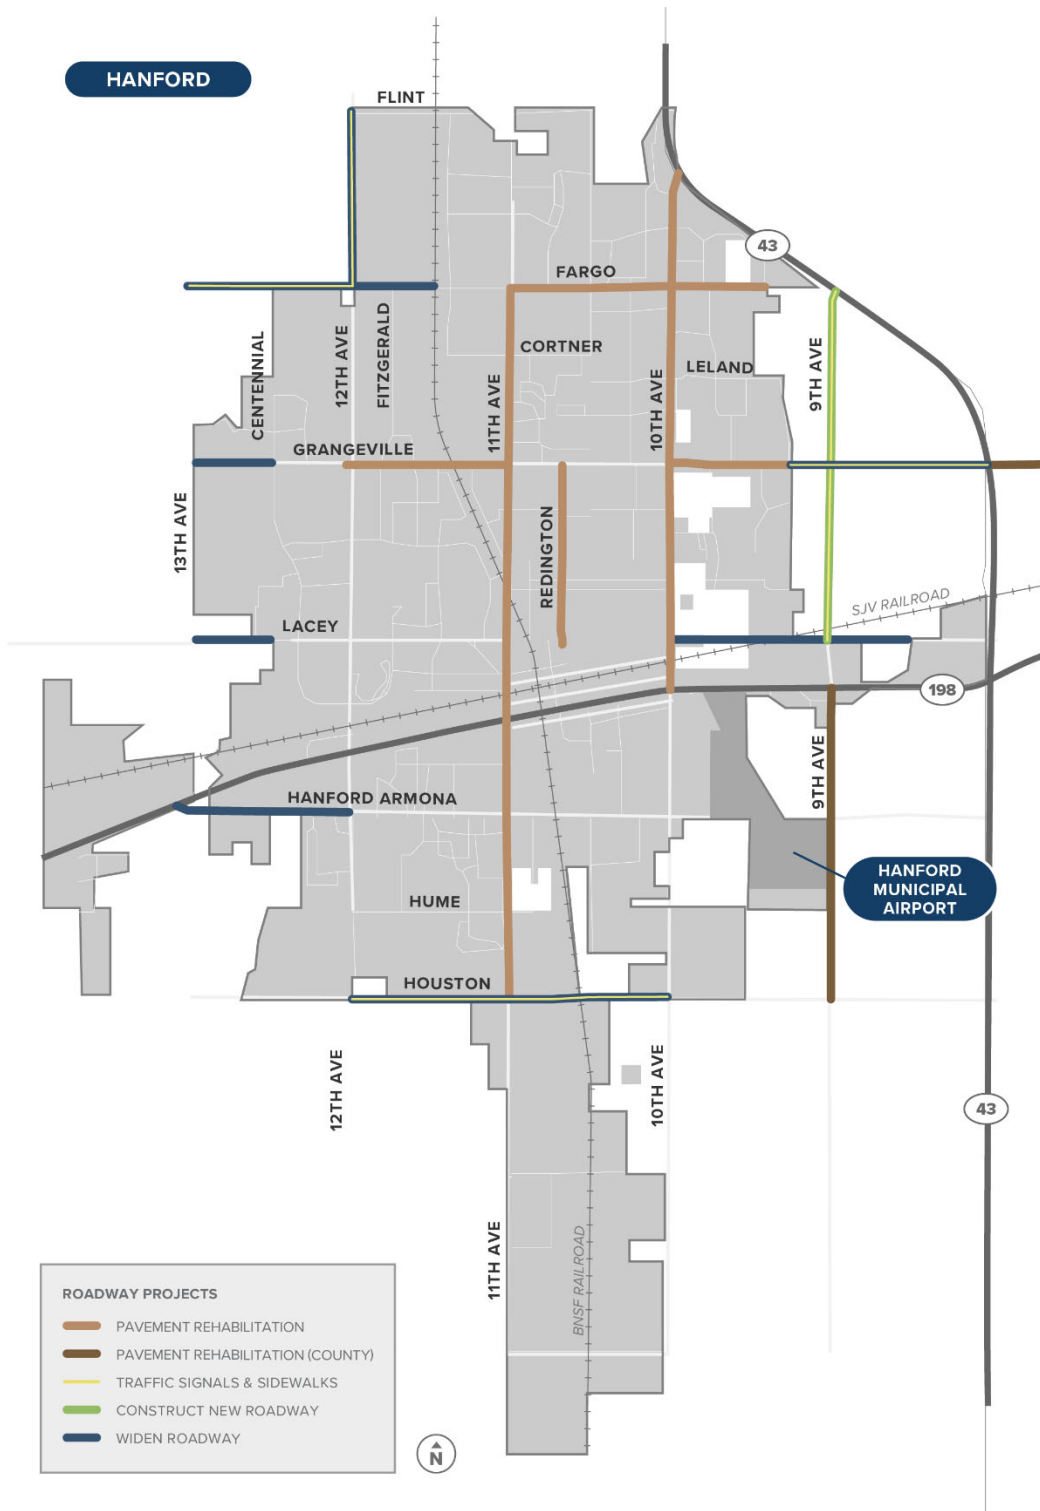 HANFORD
FLINT
43
FARGO
CENTENNIAL
12TH AVE
FITZGERALD
CORTNER
11TH AVE
10TH AVE
LELAND
9TH AVE
GRANGEVILLE
13TH AVE
REDINGTON
SJV RAILROAD
LACEY
198
HANFORD ARMONA
9TH AVE
HANFORD
MUNICIPAL
AIRPORT
HUME
HOUSTON
12TH AVE
10TH AVE
43
11TH AVE
BNSF RAILROAD
ROADWAY PROJECTS
PAVEMENT REHABILITATION
PAVEMENT REHABILITATION (COUNTY)
TRAFFIC SIGNALS & SIDEWALKS
CONSTRUCT NEW ROADWAY
WIDEN ROADWAY
N